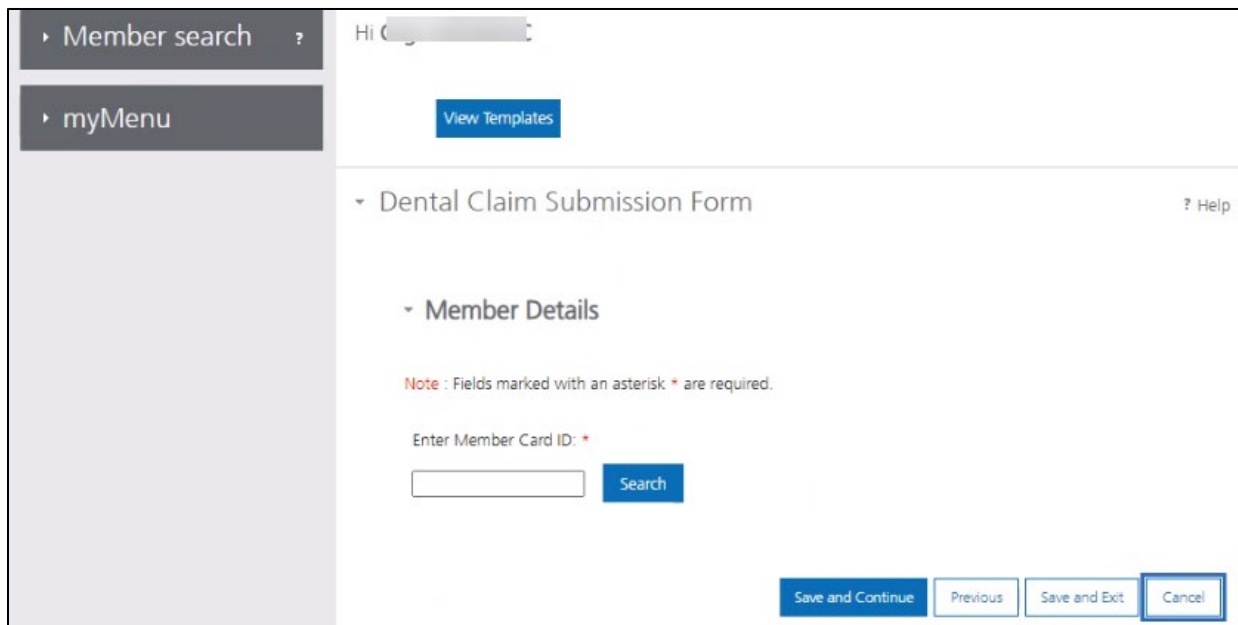 Member search ?
Hi
myMenu
View Templates
Dental Claim Submission Form
? Help
Member Details
Note : Fields marked with an asterisk * are required.
Enter Member Card ID: *
Search
Save and Continue Previous Save and Exit Cancel